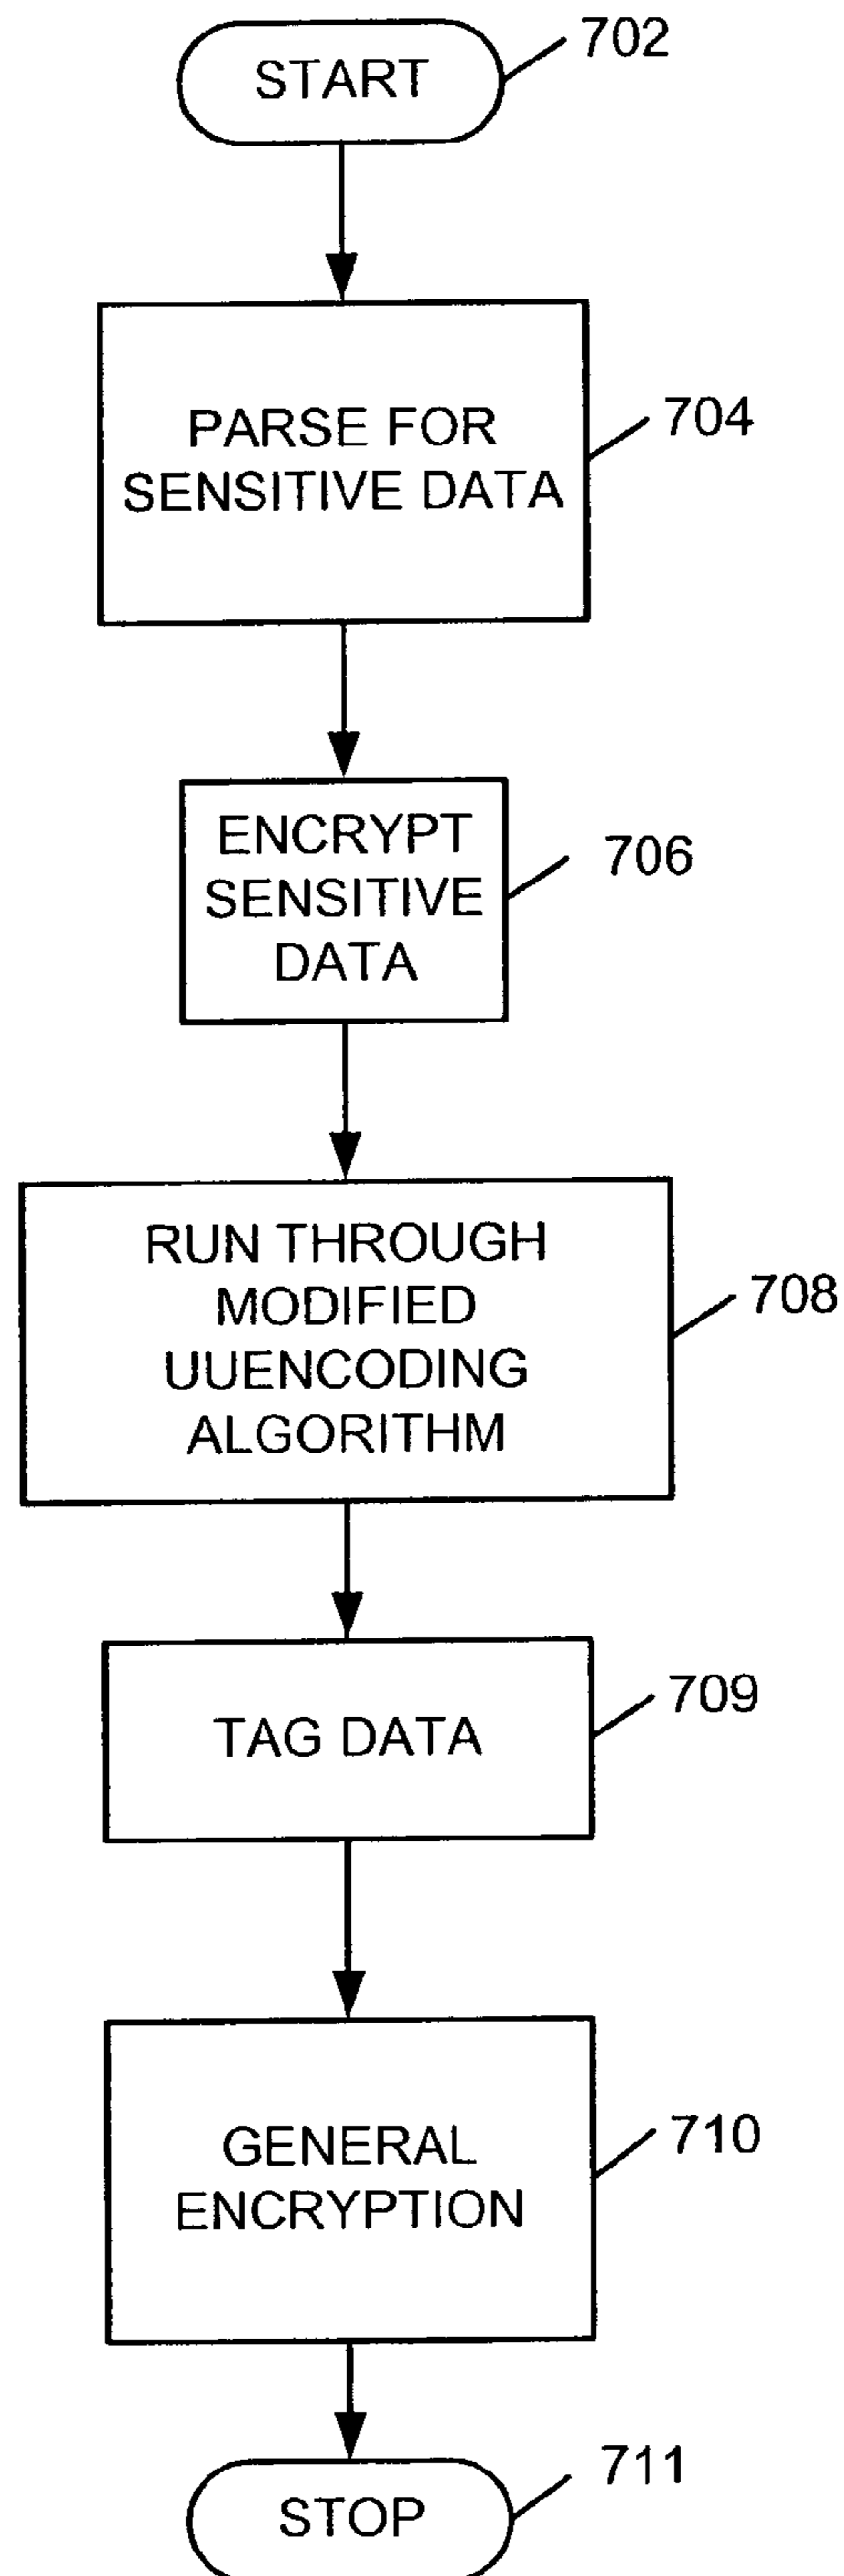 START
702
PARSE FOR
SENSITIVE DATA
704
ENCRYPT
SENSITIVE
DATA
706
RUN THROUGH
MODIFIED
UUENCODING
ALGORITHM
708
TAG DATA
709
GENERAL
ENCRYPTION
710
STOP
711